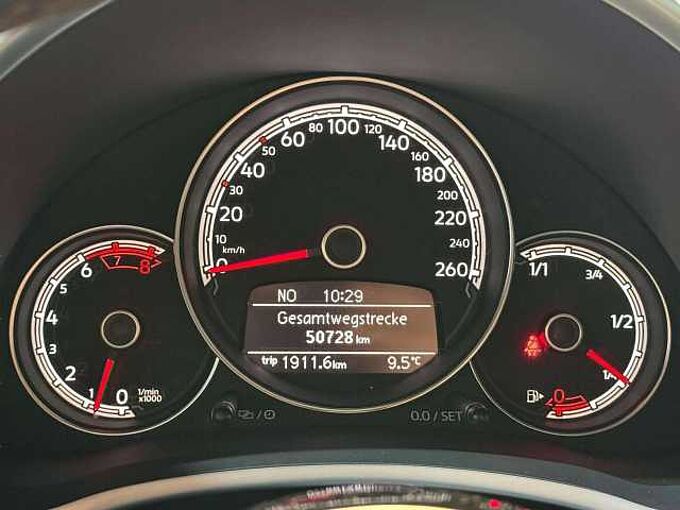 80 100 120
60 140
50 160
40 180
30 200
20 220
10 240
km/h
0 260
6 7 8
5
4
3
2
1 0
1/min
x1000
1/1 3/4
1/2
0
NO 10:29
Gesamtwegstrecke
50728 km
trip 1911.6 km 9.5°C
0.0 / SET